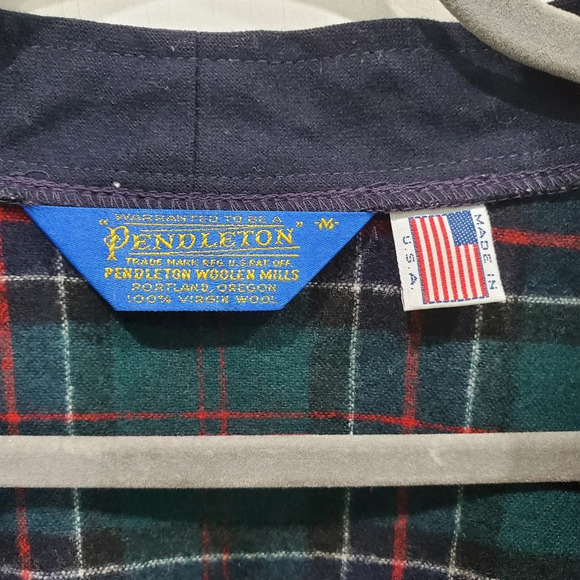 WARRANTED TO BE A
"PENDLETON" -M-
TRADE MARK REG. U.S. PAT. OFF.
PENDLETON WOOLEN MILLS
PORTLAND, OREGON
100% VIRGIN WOOL
MADE IN
U.S.A.